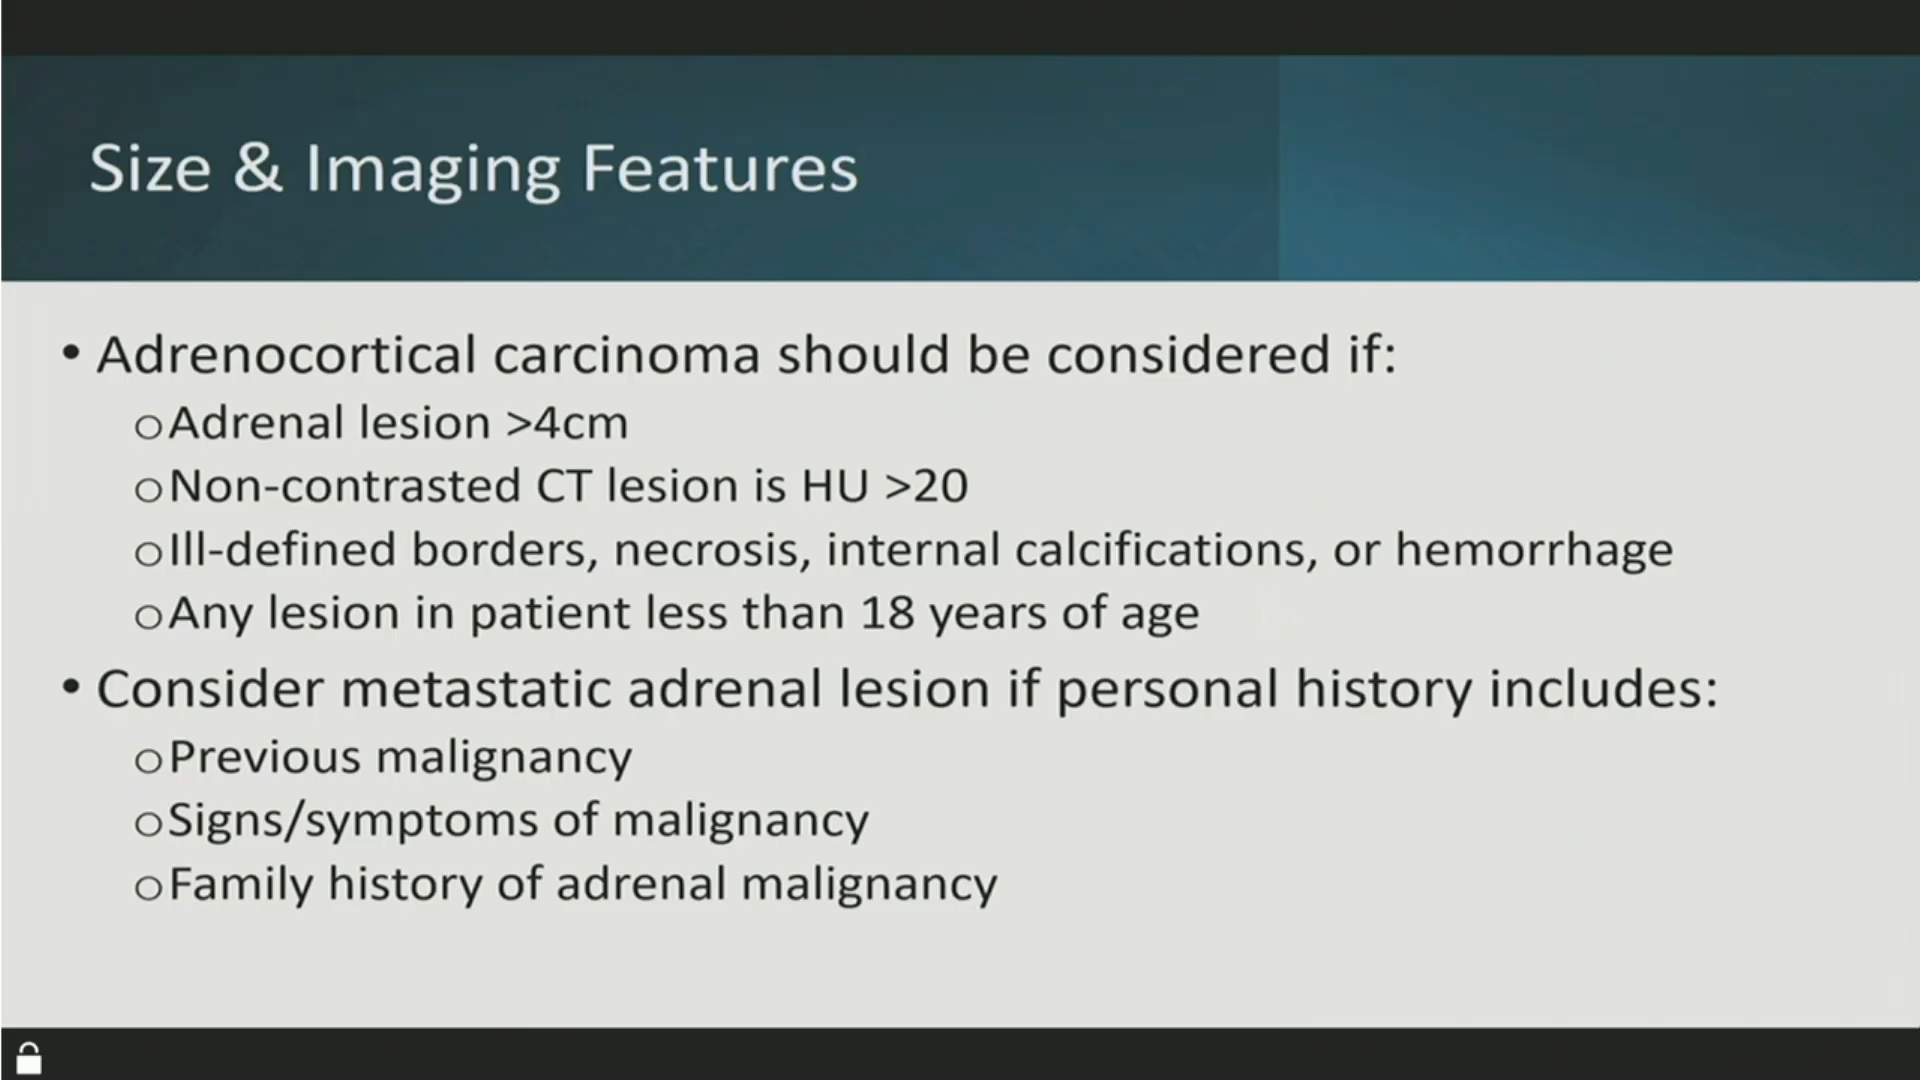 Size & Imaging Features
• Adrenocortical carcinoma should be considered if:
o Adrenal lesion >4cm
o Non-contrasted CT lesion is HU >20
o Ill-defined borders, necrosis, internal calcifications, or hemorrhage
o Any lesion in patient less than 18 years of age
• Consider metastatic adrenal lesion if personal history includes:
o Previous malignancy
o Signs/symptoms of malignancy
o Family history of adrenal malignancy